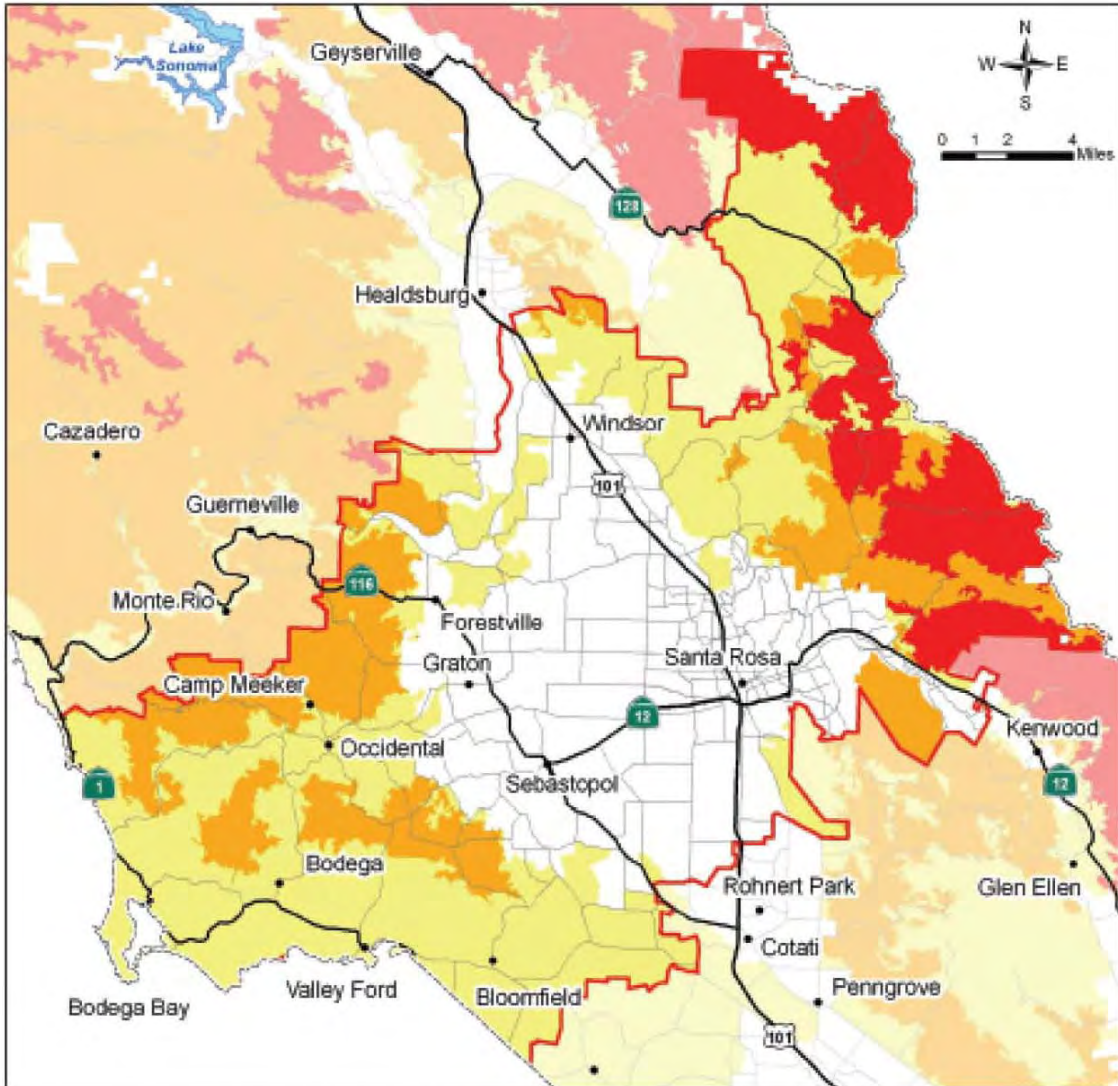 Lake
Sonoma
Geyserville
N
W E
S
0 2 4
Miles
128
Healdsburg
Cazadero
Windsor
101
Guerneville
116
Monte Rio
Forestville
Santa Rosa
Graton
Camp Meeker
12
Kenwood
Occidental
Sebastopol
12
1
Bodega
Rohnert Park
Glen Ellen
Cotati
Bodega Bay
Valley Ford
Bloomfield
Penngrove
101